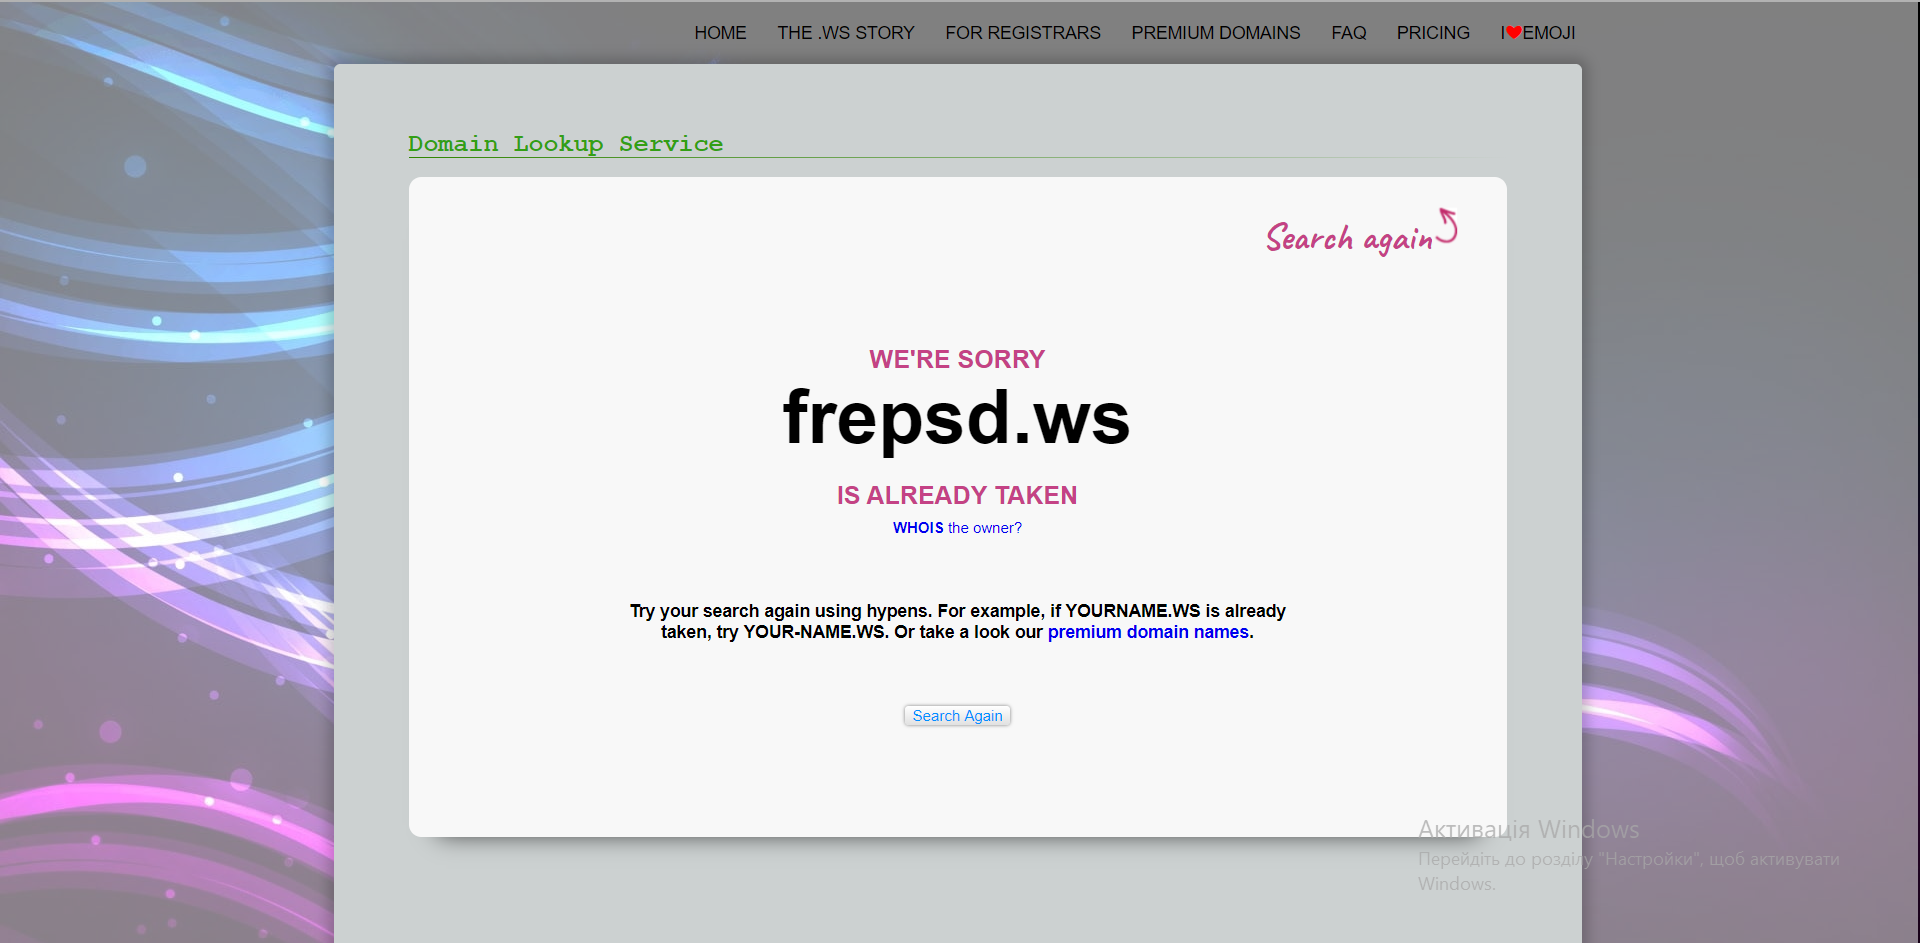 HOME THE .WS STORY FOR REGISTRARS PREMIUM DOMAINS FAQ PRICING I❤EMOJI
Domain Lookup Service
Search again
WE'RE SORRY
frepsd.ws
IS ALREADY TAKEN
WHOIS the owner?
Try your search again using hypens. For example, if YOURNAME.WS is already
taken, try YOUR-NAME.WS. Or take a look our premium domain names.
Search Again
Активація Windows
Перейдіть до розділу "Настройки", щоб активувати
Windows.